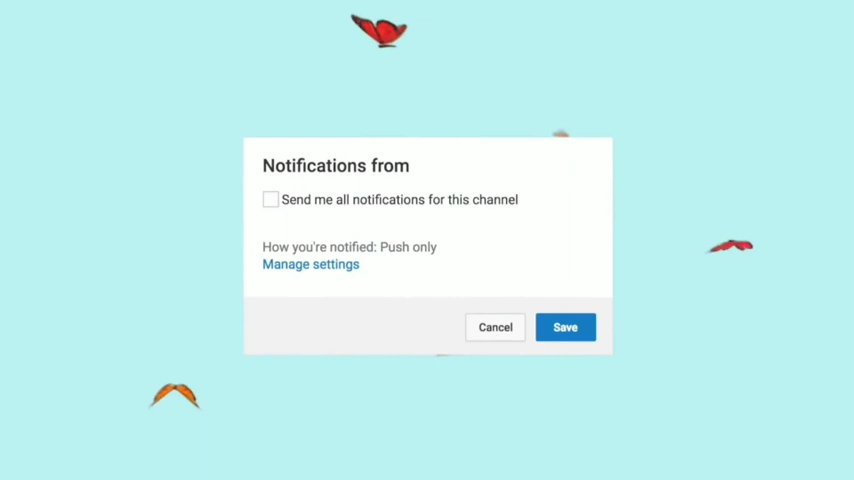 Notifications from
Send me all notifications for this channel
How you're notified: Push only
Manage settings
Cancel
Save